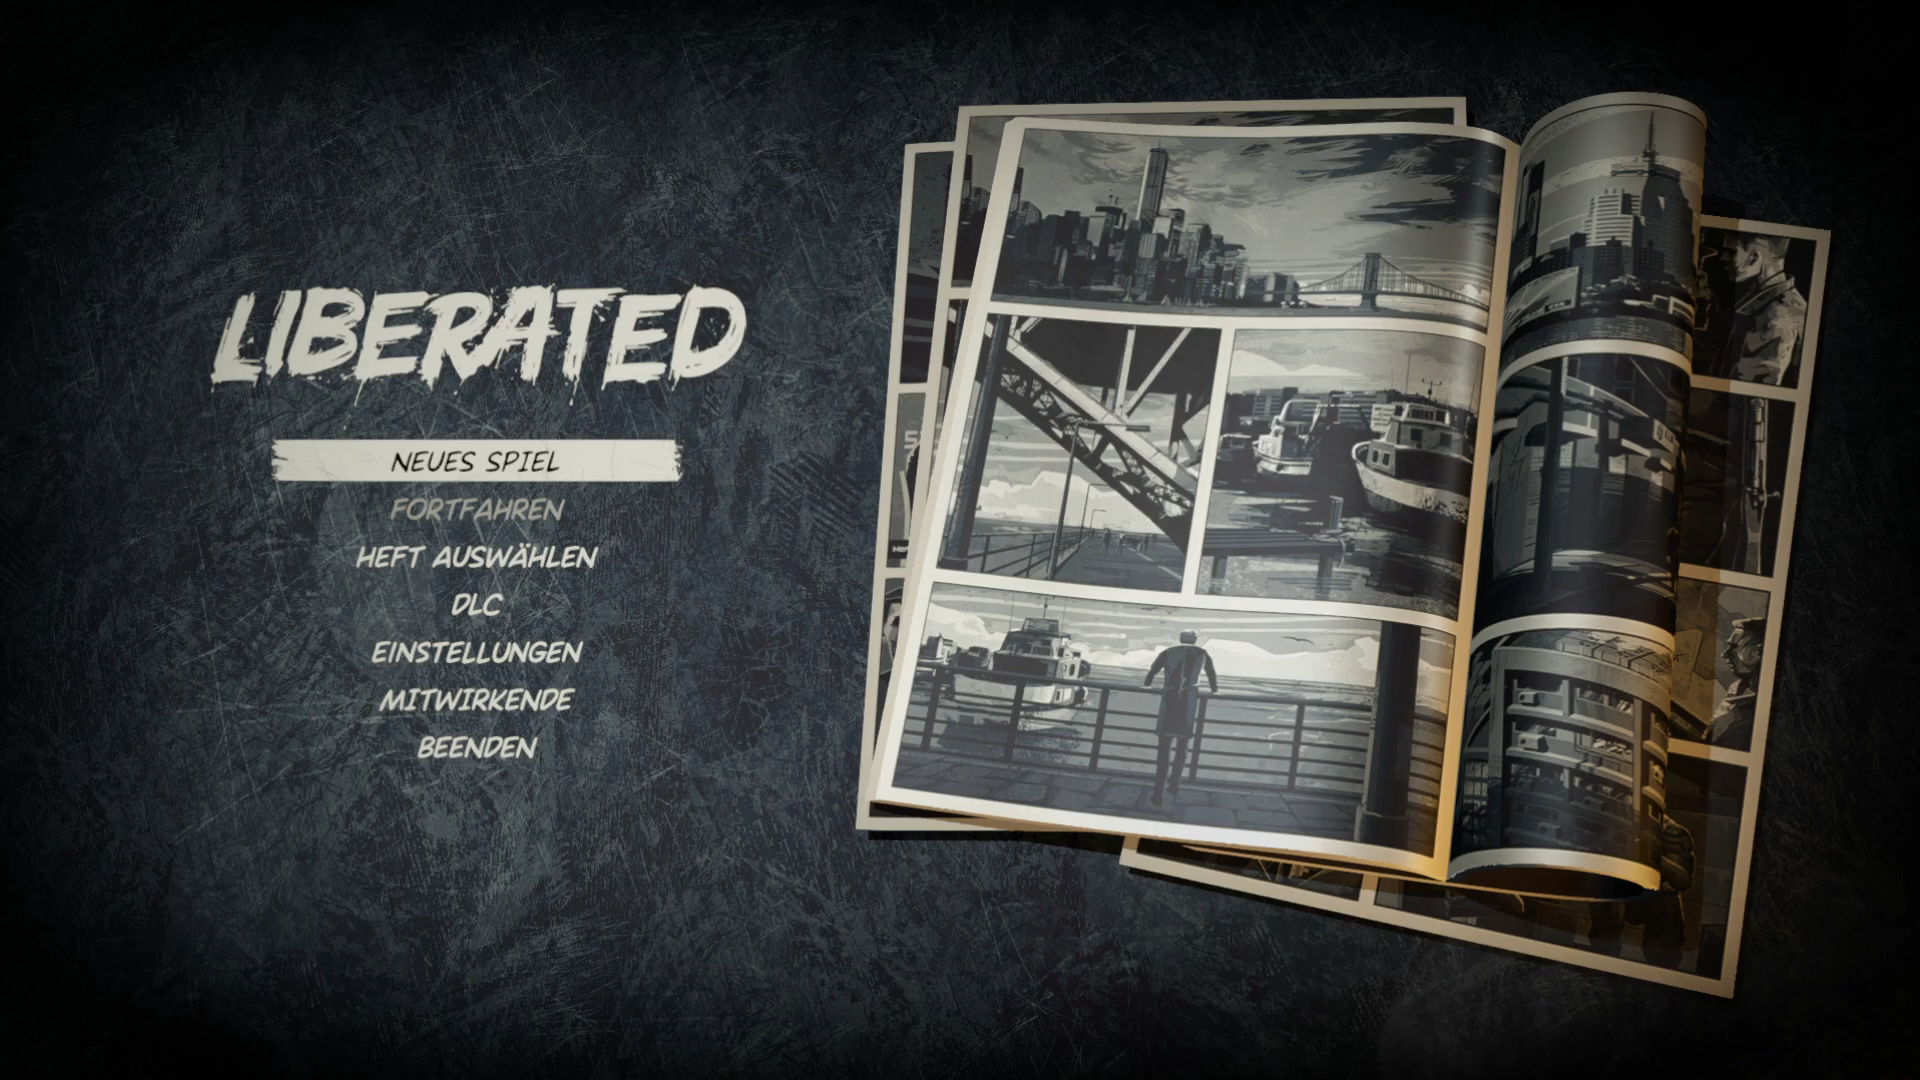 LIBERATED
NEUES SPIEL
FORTFAHREN
HEFT AUSWÄHLEN
DLC
EINSTELLUNGEN
MITWIRKENDE
BEENDEN